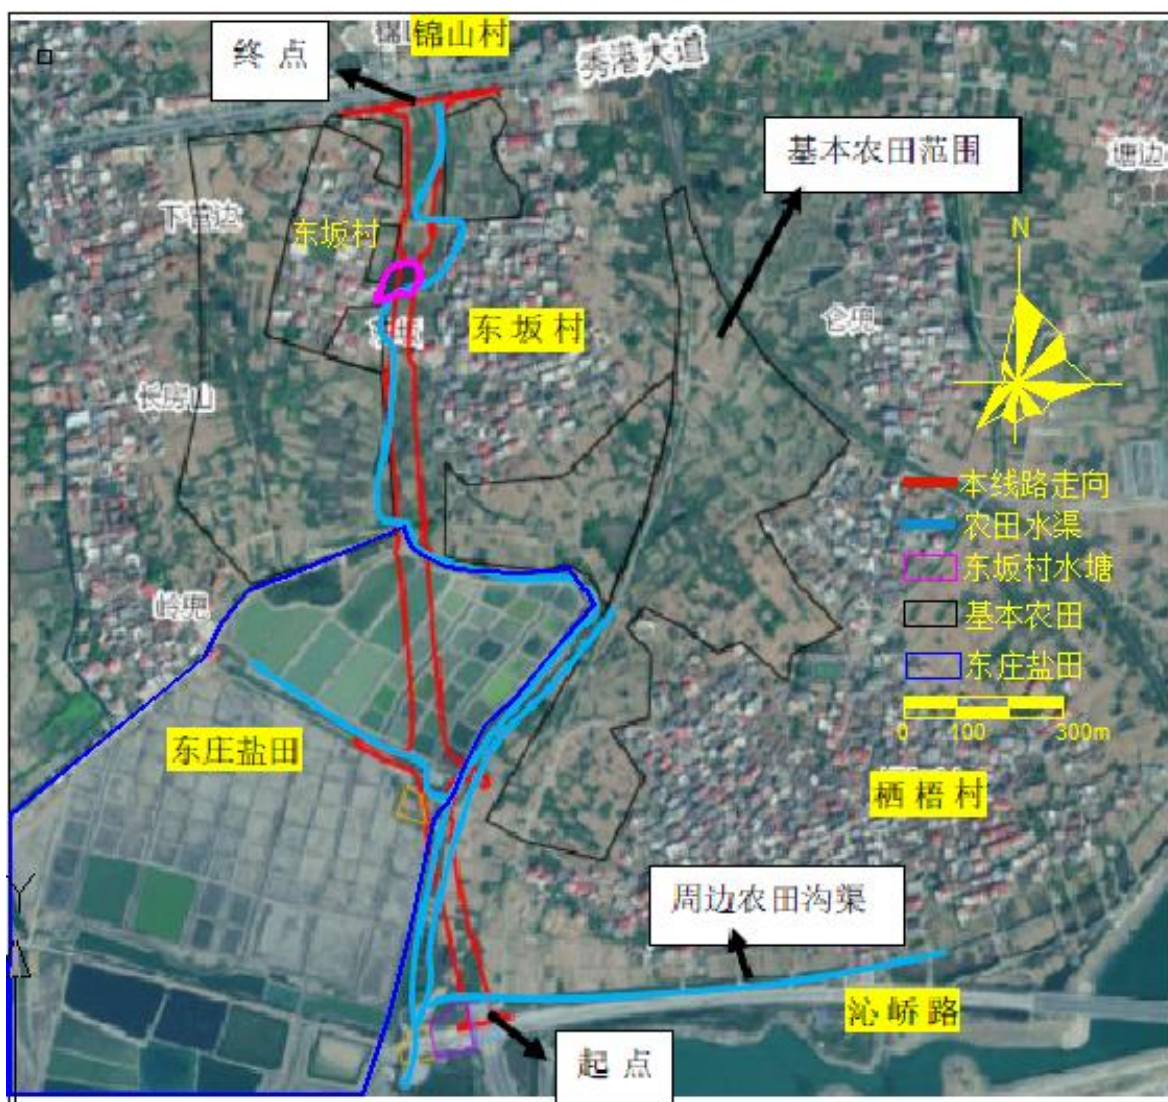 锦山村
终 点
秀港大道
基本农田范围
塘边
下营边
东坂村
N
仑兜
东坂村
长房山
本线路走向
农田水渠
东坂村水塘
基本农田
岭兜
东庄盐田
0 100 300m
东庄盐田
栖梧村
周边农田沟渠
沁峤路
起 点